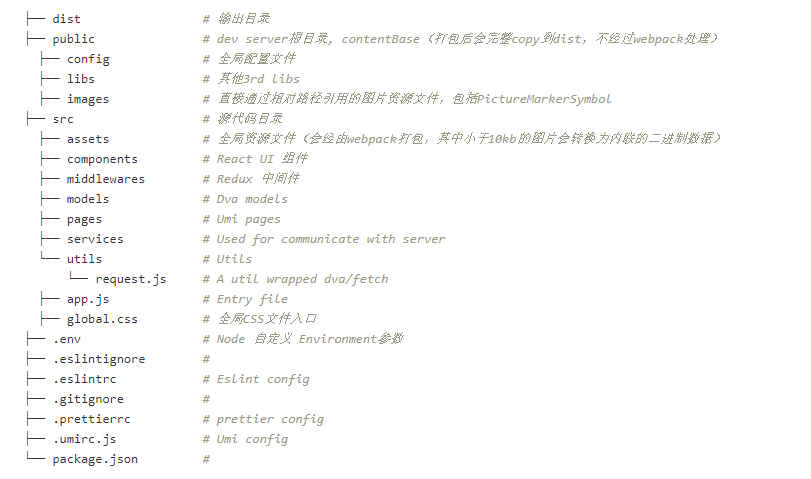 ├── dist                     # 输出目录
├── public                   # dev server根目录, contentBase（打包后会完整copy到dist，不经过webpack处理）
  ├── config                 # 全局配置文件
  ├── libs                   # 其他3rd libs
  ├── images                 # 直接通过相对路径引用的图片资源文件，包括PictureMarkerSymbol
├── src                      # 源代码目录
  ├── assets                 # 全局资源文件（会经由webpack打包，其中小于10kb的图片会转换为内联的二进制数据）
  ├── components             # React UI 组件
  ├── middlewares            # Redux 中间件
  ├── models                 # Dva models
  ├── pages                  # Umi pages
  ├── services               # Used for communicate with server
  └── utils                  # Utils
      └── request.js         # A util wrapped dva/fetch
  ├── app.js                 # Entry file
  ├── global.css             # 全局CSS文件入口
├── .env                     # Node 自定义 Environment参数
├── .eslintignore            #
├── .eslintrc                # Eslint config
├── .gitignore               #
├── .prettierrc              # prettier config
├── .umirc.js                # Umi config
└── package.json             #